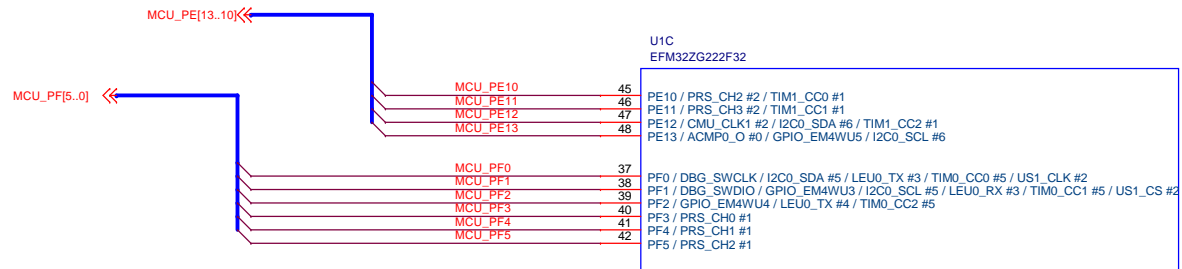 MCU_PE[13..10]
U1C
EFM32ZG222F32
MCU_PF[5..0]
MCU_PE10 45 PE10 / PRS_CH2 #2 / TIM1_CC0 #1
MCU_PE11 46 PE11 / PRS_CH3 #2 / TIM1_CC1 #1
MCU_PE12 47 PE12 / CMU_CLK1 #2 / I2C0_SDA #6 / TIM1_CC2 #1
MCU_PE13 48 PE13 / ACMP0_O #0 / GPIO_EM4WU5 / I2C0_SCL #6
MCU_PF0 37 PF0 / DBG_SWCLK / I2C0_SDA #5 / LEU0_TX #3 / TIM0_CC0 #5 / US1_CLK #2
MCU_PF1 38 PF1 / DBG_SWDIO / GPIO_EM4WU3 / I2C0_SCL #5 / LEU0_RX #3 / TIM0_CC1 #5 / US1_CS #2
MCU_PF2 39 PF2 / GPIO_EM4WU4 / LEU0_TX #4 / TIM0_CC2 #5
MCU_PF3 40 PF3 / PRS_CH0 #1
MCU_PF4 41 PF4 / PRS_CH1 #1
MCU_PF5 42 PF5 / PRS_CH2 #1